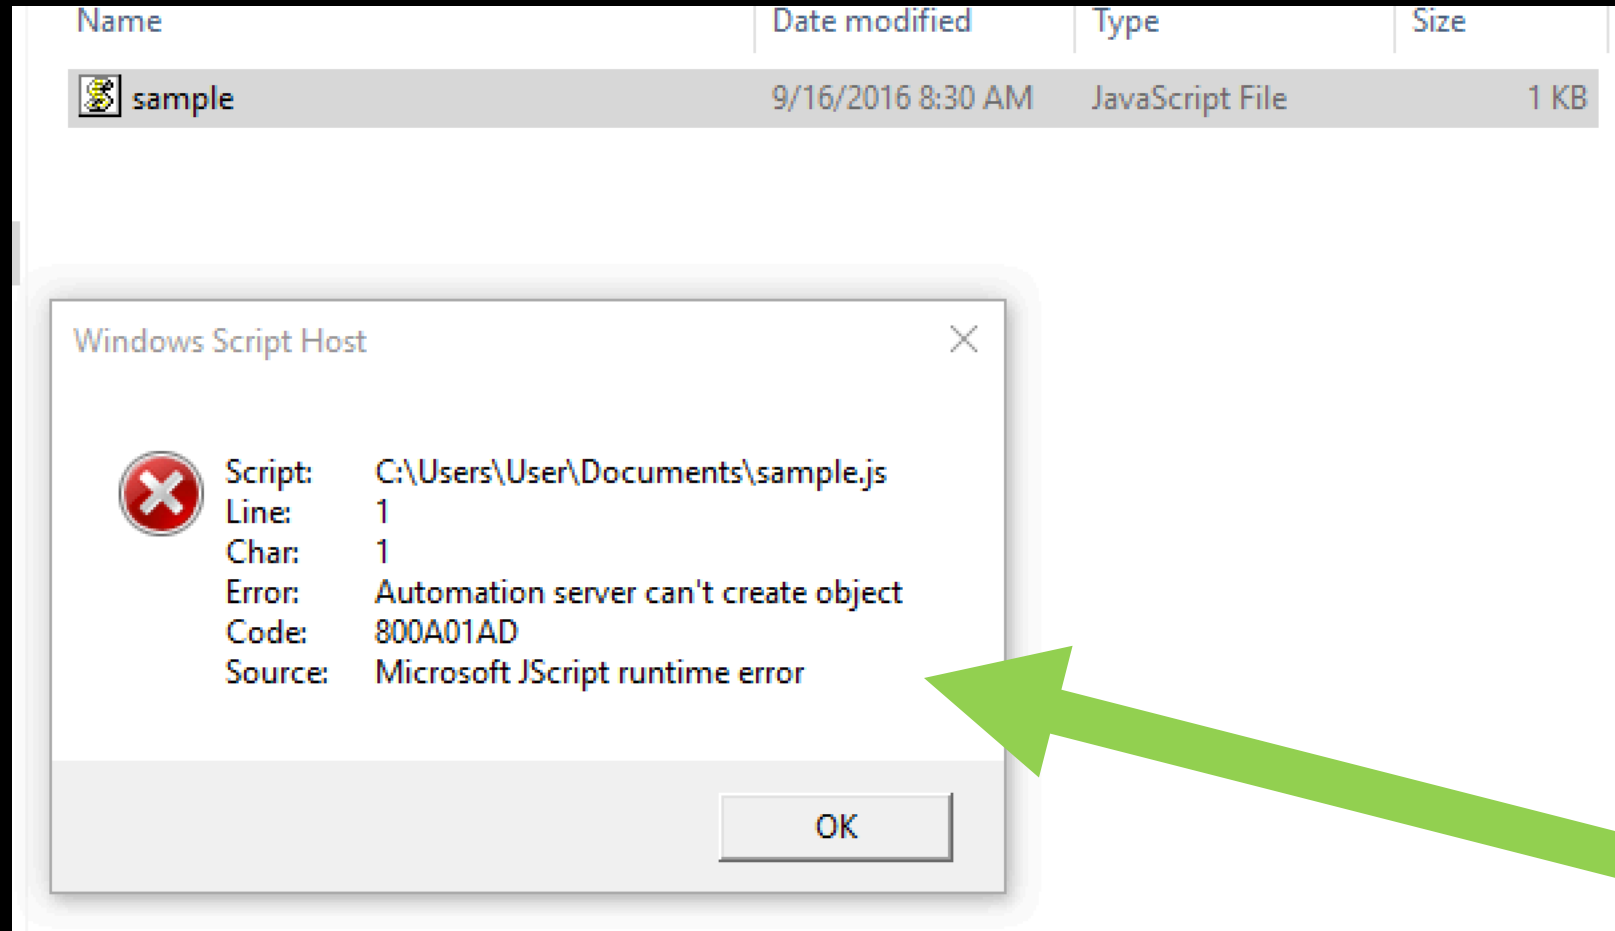 Name Date modified Type Size
sample 9/16/2016 8:30 AM JavaScript File 1 KB
Windows Script Host
Script: C:\Users\User\Documents\sample.js
Line: 1
Char: 1
Error: Automation server can't create object
Code: 800A01AD
Source: Microsoft JScript runtime error
OK